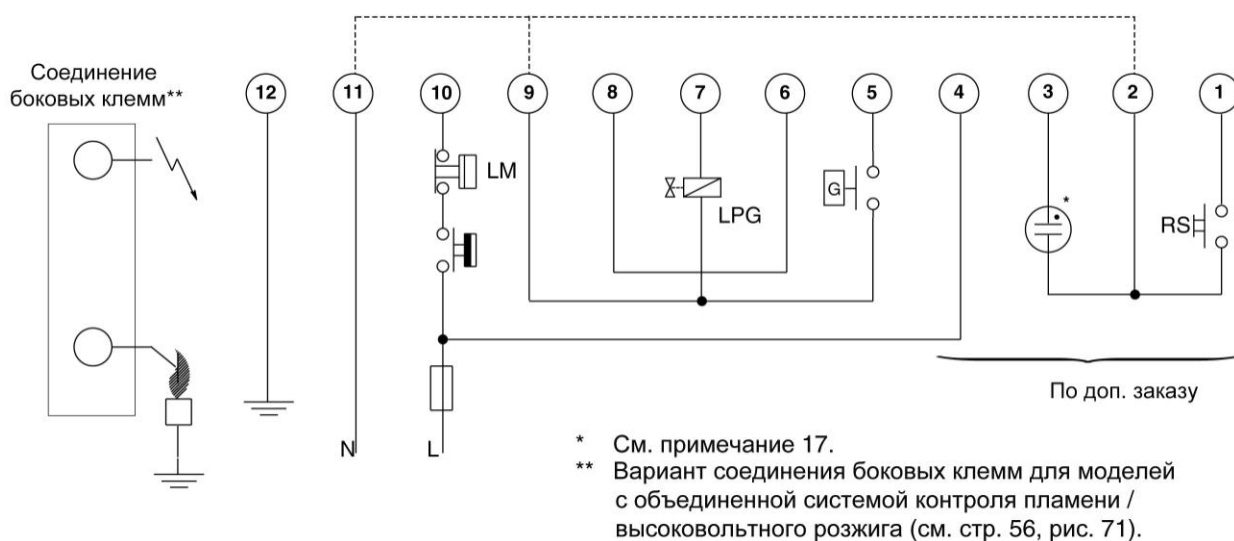 Соединение
боковых клемм**
12 11 10 9 8 7 6 5 4 3 2 1
LM
G
LPG
*
RS
По доп. заказу
N L
* См. примечание 17.
** Вариант соединения боковых клемм для моделей
с объединенной системой контроля пламени /
высоковольтного розжига (см. стр. 56, рис. 71).